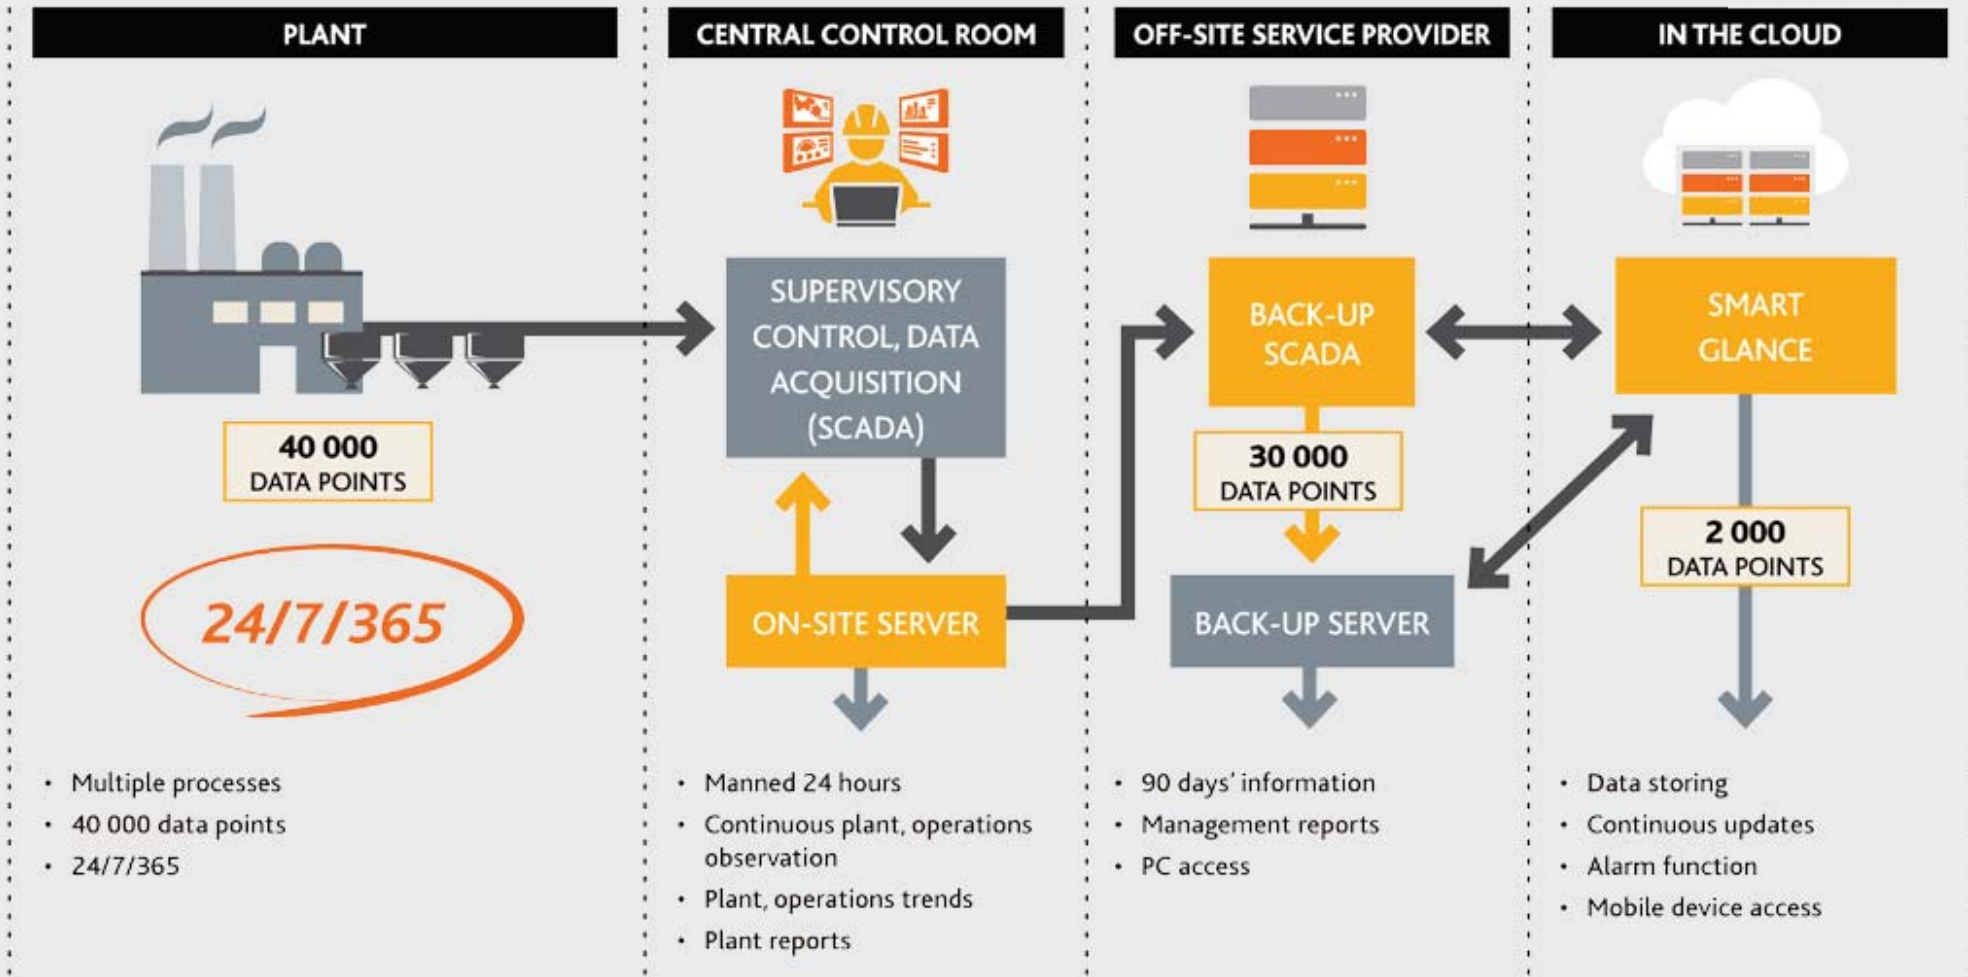 PLANT
40 000
DATA POINTS
24/7/365
• Multiple processes
• 40 000 data points
• 24/7/365
CENTRAL CONTROL ROOM
SUPERVISORY
CONTROL, DATA
ACQUISITION
(SCADA)
ON-SITE SERVER
• Manned 24 hours
• Continuous plant, operations
observation
• Plant, operations trends
• Plant reports
OFF-SITE SERVICE PROVIDER
BACK-UP
SCADA
30 000
DATA POINTS
BACK-UP SERVER
• 90 days’ information
• Management reports
• PC access
IN THE CLOUD
SMART
GLANCE
2 000
DATA POINTS
• Data storing
• Continuous updates
• Alarm function
• Mobile device access